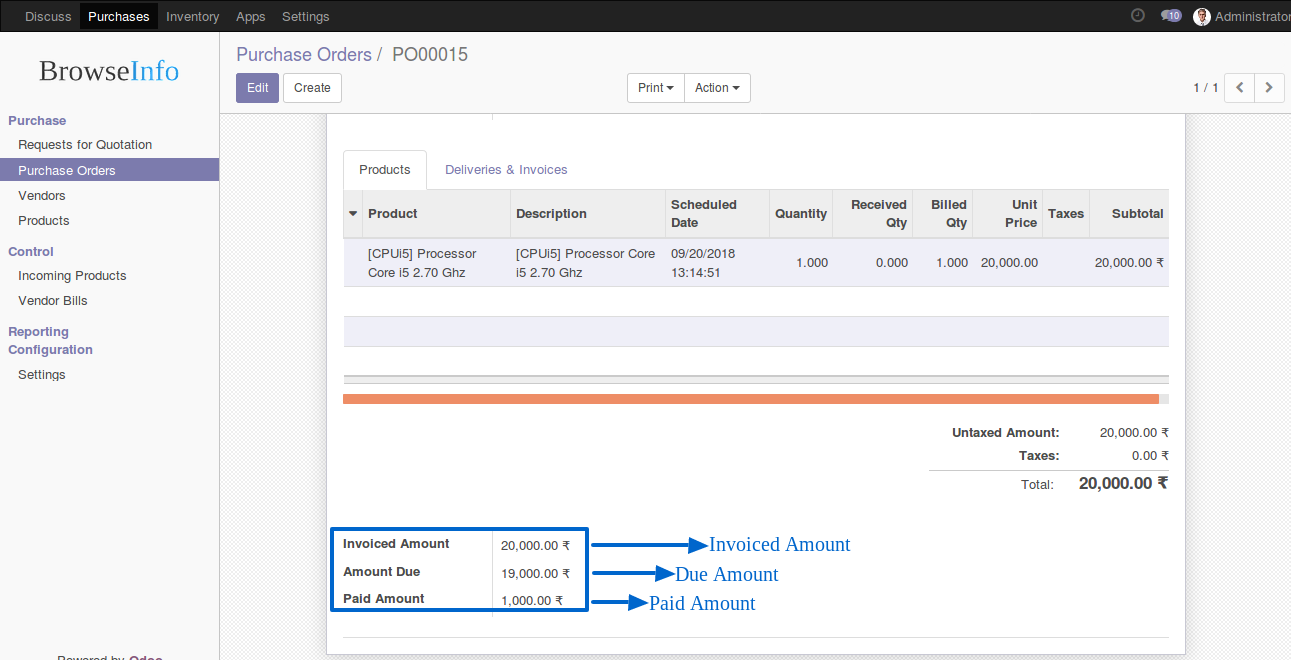 Discuss Purchases Inventory Apps Settings 10 Administrator
BrowseInfo
Purchase
Requests for Quotation
Purchase Orders
Vendors
Products
Control
Incoming Products
Vendor Bills
Reporting
Configuration
Settings
Powered by Odoo
Purchase Orders / PO00015
Edit Create Print Action 1 / 1
Products Deliveries & Invoices
Product Description Scheduled Date Quantity Received Qty Billed Qty Unit Price Taxes Subtotal
[CPUi5] Processor [CPUi5] Processor Core 09/20/2018 1.000 0.000 1.000 20,000.00 20,000.00 ₹
Core i5 2.70 Ghz i5 2.70 Ghz 13:14:51
Untaxed Amount: 20,000.00 ₹
Taxes: 0.00 ₹
Total: 20,000.00 ₹
Invoiced Amount 20,000.00 ₹ Invoiced Amount
Amount Due 19,000.00 ₹ Due Amount
Paid Amount 1,000.00 ₹ Paid Amount